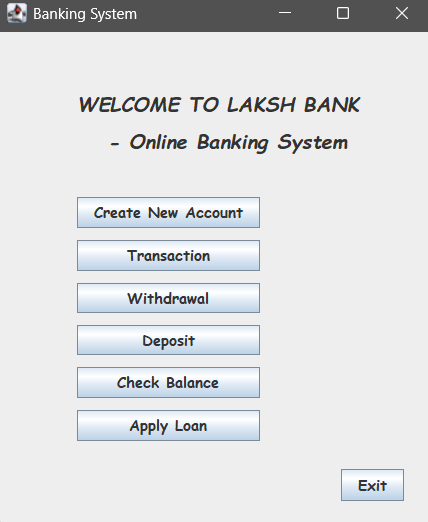 Banking System
WELCOME TO LAKSH BANK
- Online Banking System
Create New Account
Transaction
Withdrawal
Deposit
Check Balance
Apply Loan
Exit